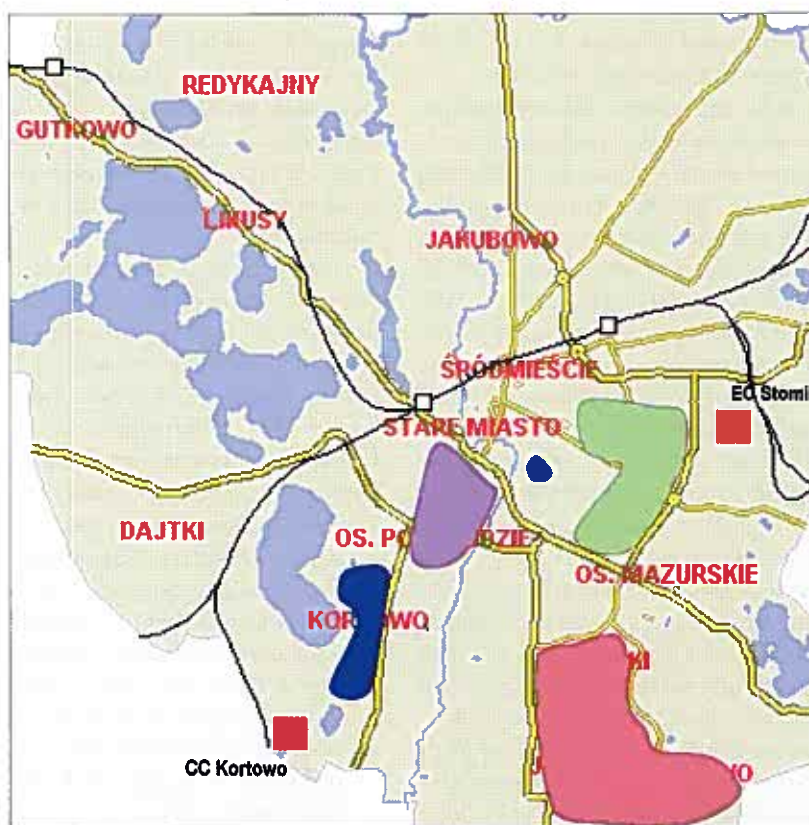 REDYKAJNY
GUTKOWO
LIKUSY
JAKUBOWO
ŚRÓDMIEŚCIE
EC Stomi
STARE MIASTO
DAJTKI
OS. MAZURSKIE
CC Kortowo